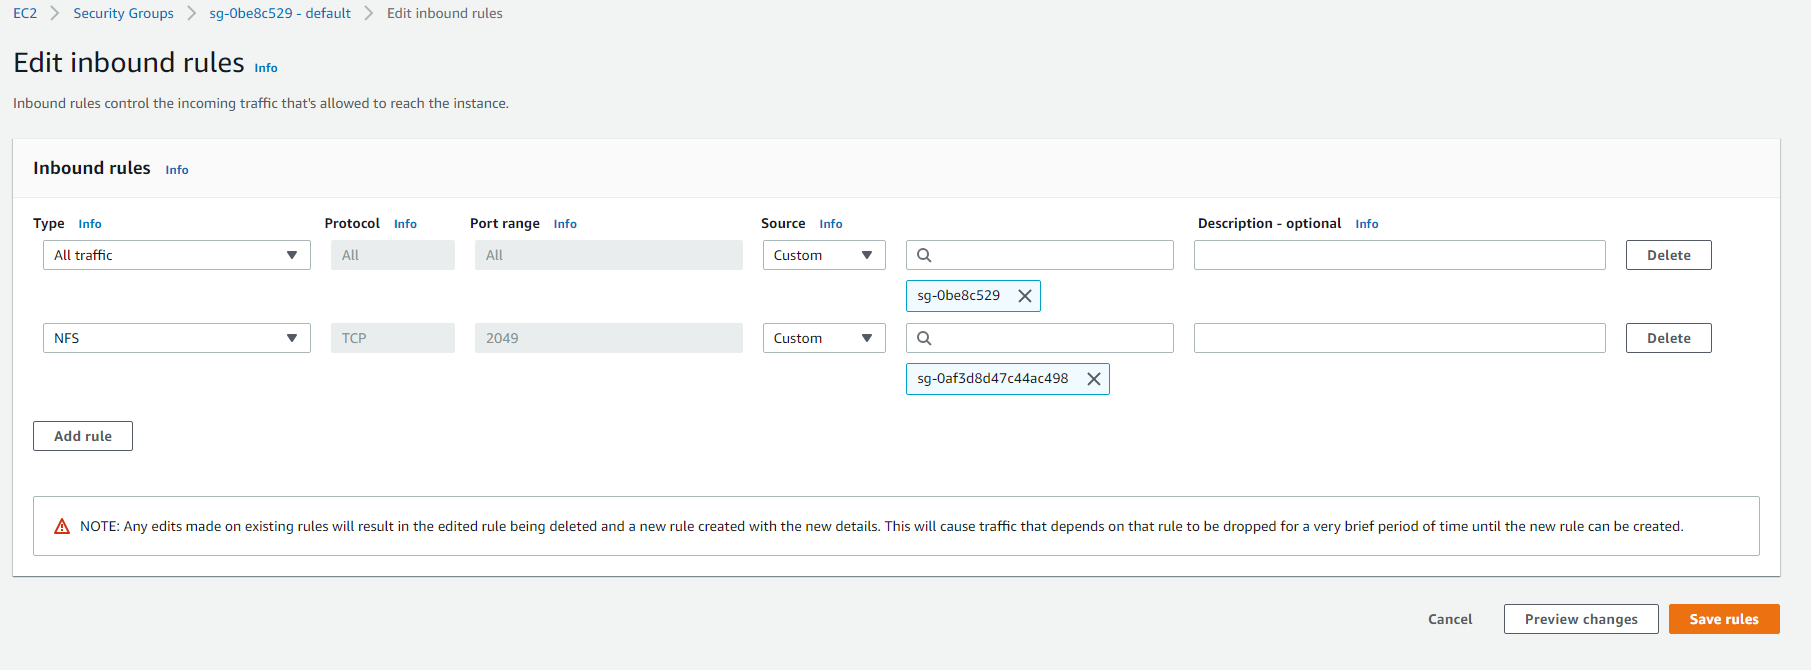 EC2 > Security Groups > sg-0be8c529 - default > Edit inbound rules
Edit inbound rules Info
Inbound rules control the incoming traffic that's allowed to reach the instance.
Inbound rules Info
Type Info Protocol Info Port range Info Source Info Description - optional Info
All traffic All All Custom Delete
sg-0be8c529
NFS TCP 2049 Custom Delete
sg-0af3d8d47c44ac498
Add rule
NOTE: Any edits made on existing rules will result in the edited rule being deleted and a new rule created with the new details. This will cause traffic that depends on that rule to be dropped for a very brief period of time until the new rule can be created.
Cancel Preview changes Save rules